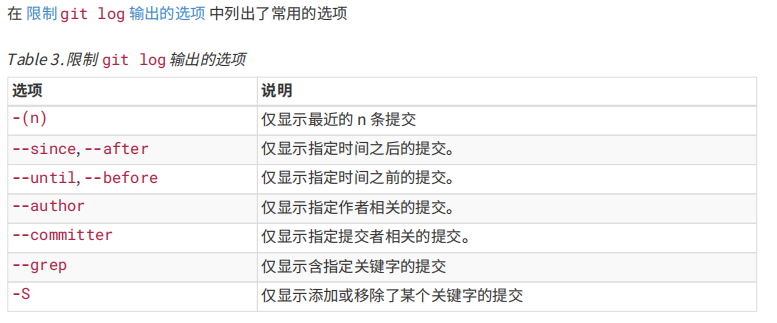 在 限制 git log 输出的选项 中列出了常用的选项
Table 3. 限制 git log 输出的选项
选项 说明
-(n) 仅显示最近的 n 条提交
--since, --after 仅显示指定时间之后的提交。
--until, --before 仅显示指定时间之前的提交。
--author 仅显示指定作者相关的提交。
--committer 仅显示指定提交者相关的提交。
--grep 仅显示含指定关键字的提交
-S 仅显示添加或移除了某个关键字的提交